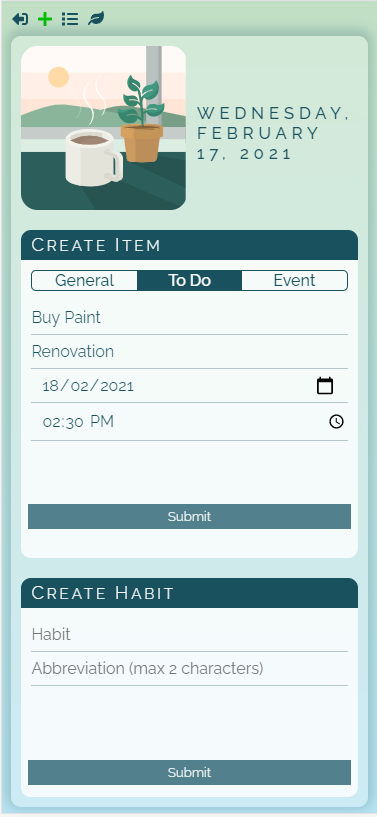 WEDNESDAY,
FEBRUARY
17, 2021
CREATE ITEM
General To Do Event
Buy Paint
Renovation
18/02/2021
02:30 PM
Submit
CREATE HABIT
Habit
Abbreviation (max 2 characters)
Submit